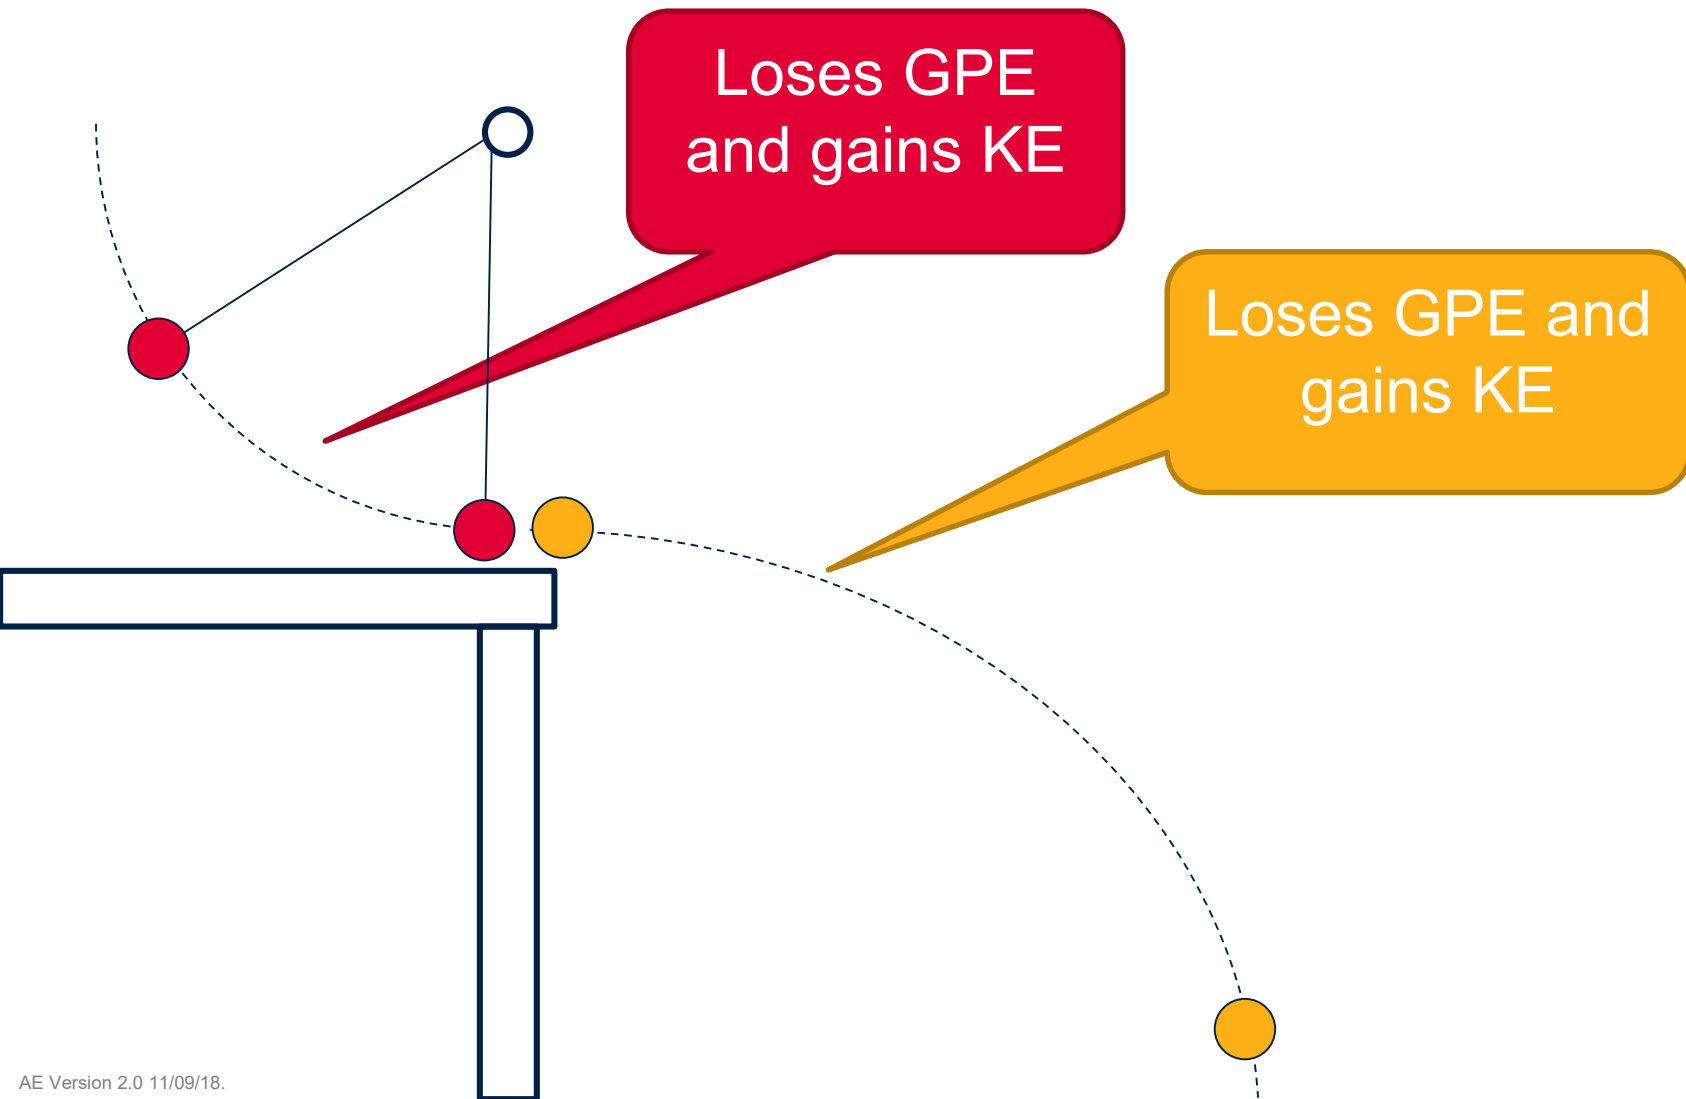 Loses GPE
and gains KE
Loses GPE and
gains KE
AE Version 2.0 11/09/18.